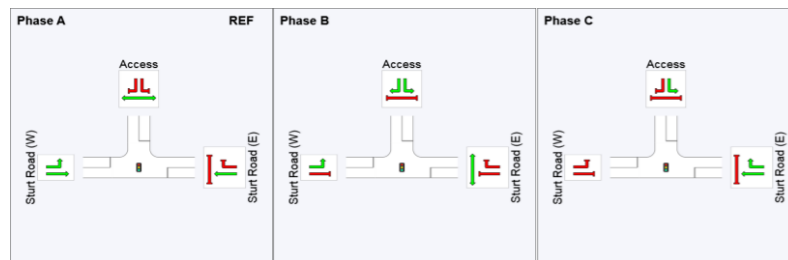 Phase A REF
Access
Sturt Road (W)
Sturt Road (E)
Phase B
Access
Sturt Road (W)
Sturt Road (E)
Phase C
Access
Sturt Road (W)
Sturt Road (E)